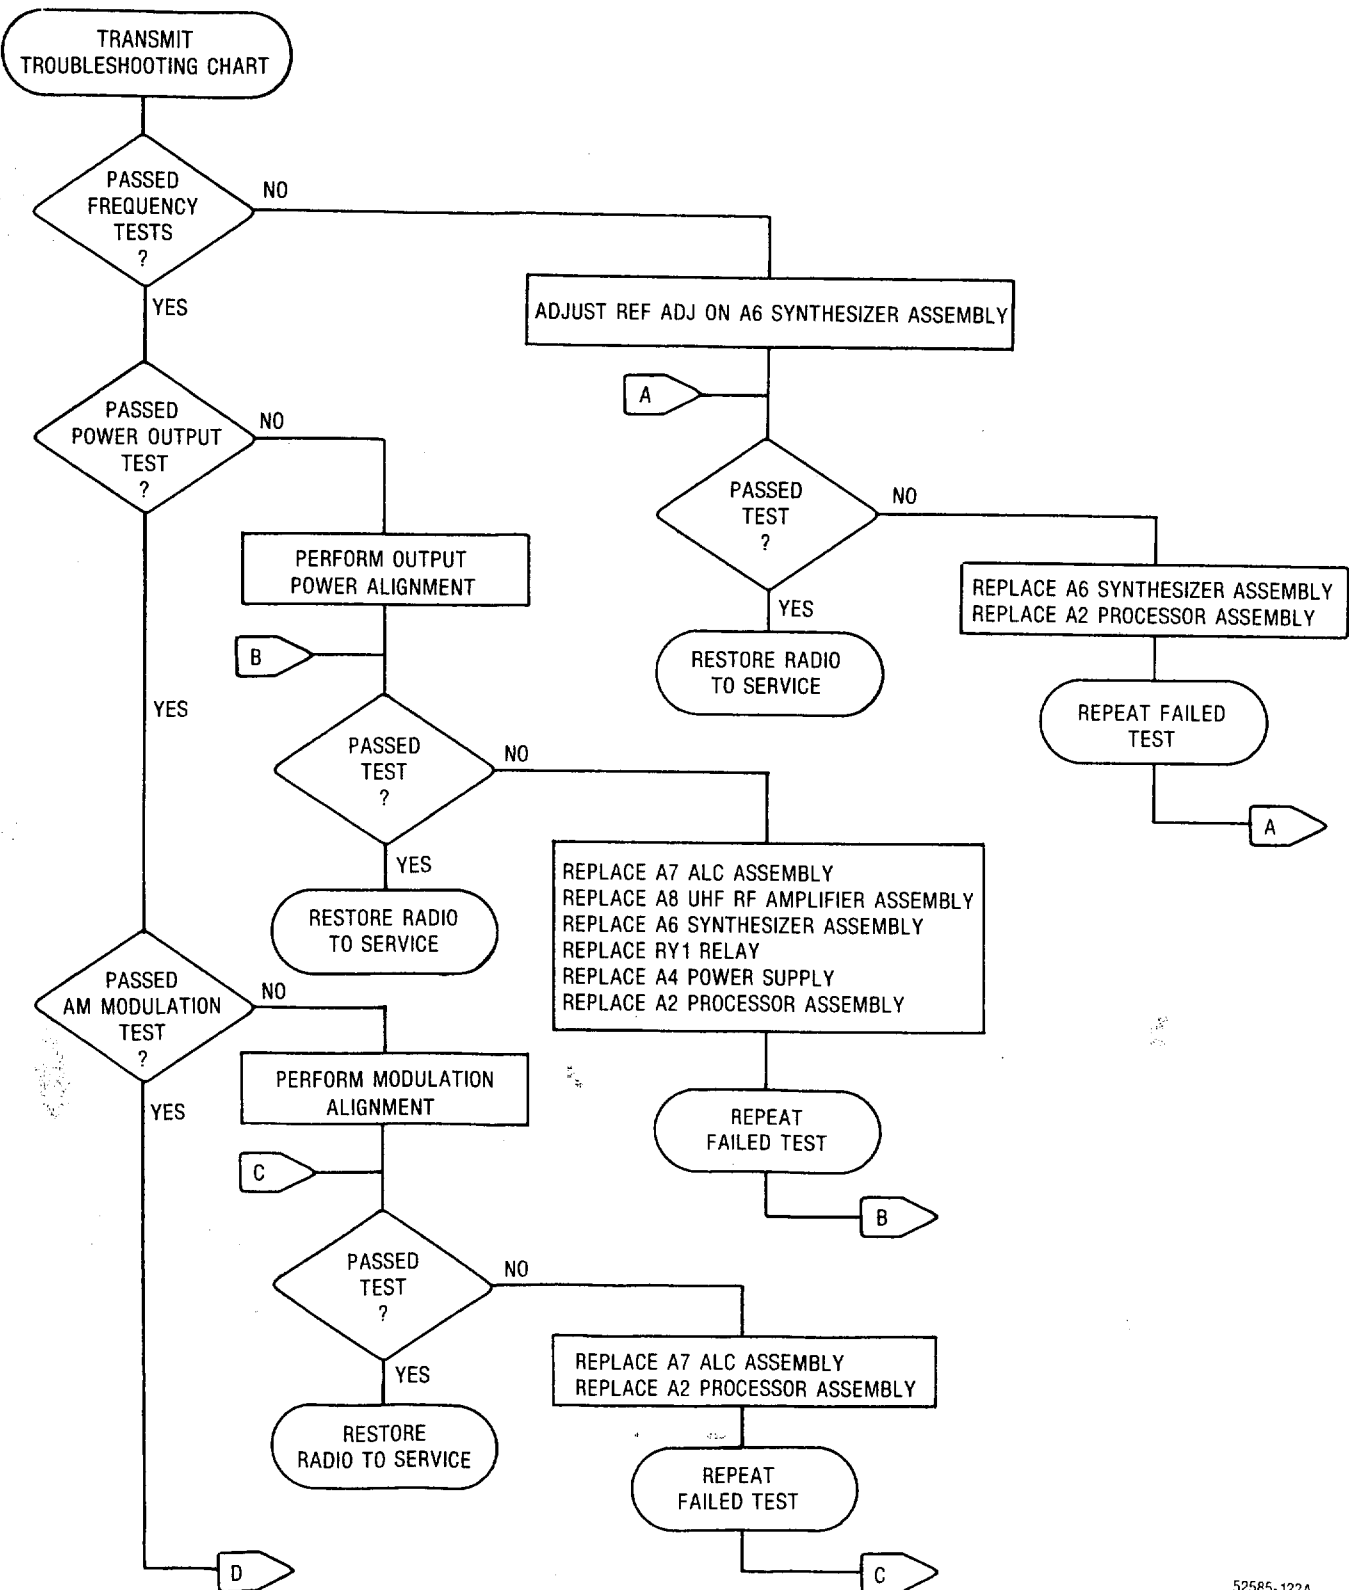 TRANSMIT
TROUBLESHOOTING CHART
PASSED
FREQUENCY
TESTS
?
NO
YES
ADJUST REF ADJ ON A6 SYNTHESIZER ASSEMBLY
A
PASSED
TEST
?
NO
YES
RESTORE RADIO
TO SERVICE
REPLACE A6 SYNTHESIZER ASSEMBLY
REPLACE A2 PROCESSOR ASSEMBLY
REPEAT FAILED
TEST
A
PASSED
POWER OUTPUT
TEST
?
NO
YES
PERFORM OUTPUT
POWER ALIGNMENT
B
PASSED
TEST
?
NO
YES
RESTORE RADIO
TO SERVICE
REPLACE A7 ALC ASSEMBLY
REPLACE A8 UHF RF AMPLIFIER ASSEMBLY
REPLACE A6 SYNTHESIZER ASSEMBLY
REPLACE RY1 RELAY
REPLACE A4 POWER SUPPLY
REPLACE A2 PROCESSOR ASSEMBLY
REPEAT
FAILED TEST
B
PASSED
AM MODULATION
TEST
?
NO
YES
PERFORM MODULATION
ALIGNMENT
C
PASSED
TEST
?
NO
YES
RESTORE
RADIO TO SERVICE
REPLACE A7 ALC ASSEMBLY
REPLACE A2 PROCESSOR ASSEMBLY
REPEAT
FAILED TEST
C
D
52585-122A